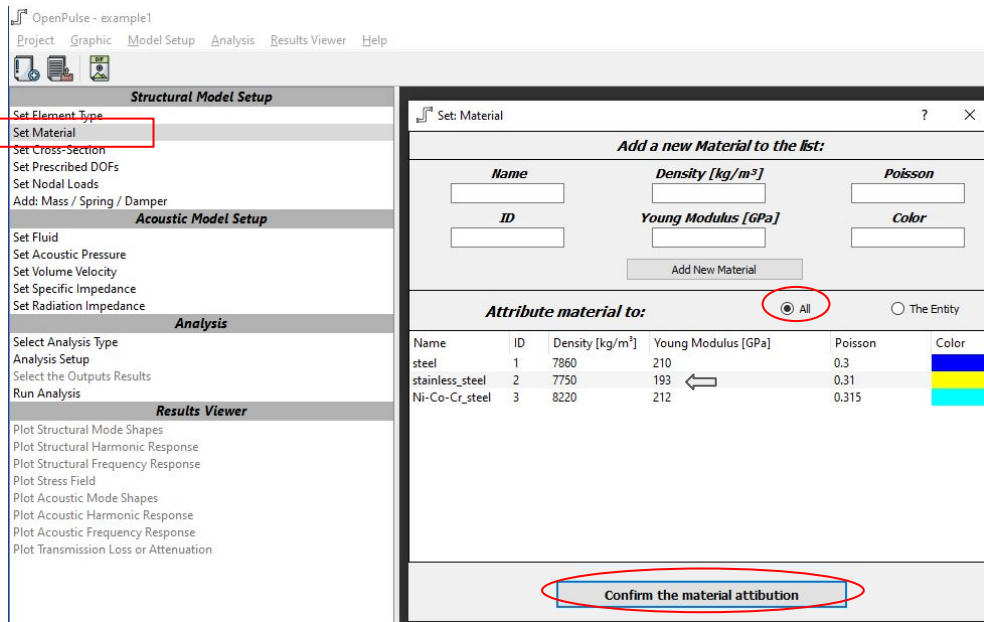 OpenPulse - example1
Project Graphic Model Setup Analysis Results Viewer Help
GIF
Structural Model Setup
Set Element Type
Set Material
Set Cross-Section
Set Prescribed DOFs
Set Nodal Loads
Add: Mass / Spring / Damper
Acoustic Model Setup
Set Fluid
Set Acoustic Pressure
Set Volume Velocity
Set Specific Impedance
Set Radiation Impedance
Analysis
Select Analysis Type
Analysis Setup
Select the Outputs Results
Run Analysis
Results Viewer
Plot Structural Mode Shapes
Plot Structural Harmonic Response
Plot Structural Frequency Response
Plot Stress Field
Plot Acoustic Mode Shapes
Plot Acoustic Harmonic Response
Plot Acoustic Frequency Response
Plot Transmission Loss or Attenuation
Set: Material ? X
Add a new Material to the list:
Name Density [kg/m³] Poisson
ID Young Modulus [GPa] Color
Add New Material
Attribute material to: All The Entity
Name ID Density [kg/m³] Young Modulus [GPa] Poisson Color
steel 1 7860 210 0.3
stainless_steel 2 7750 193 0.31
Ni-Co-Cr_steel 3 8220 212 0.315
Confirm the material attibution